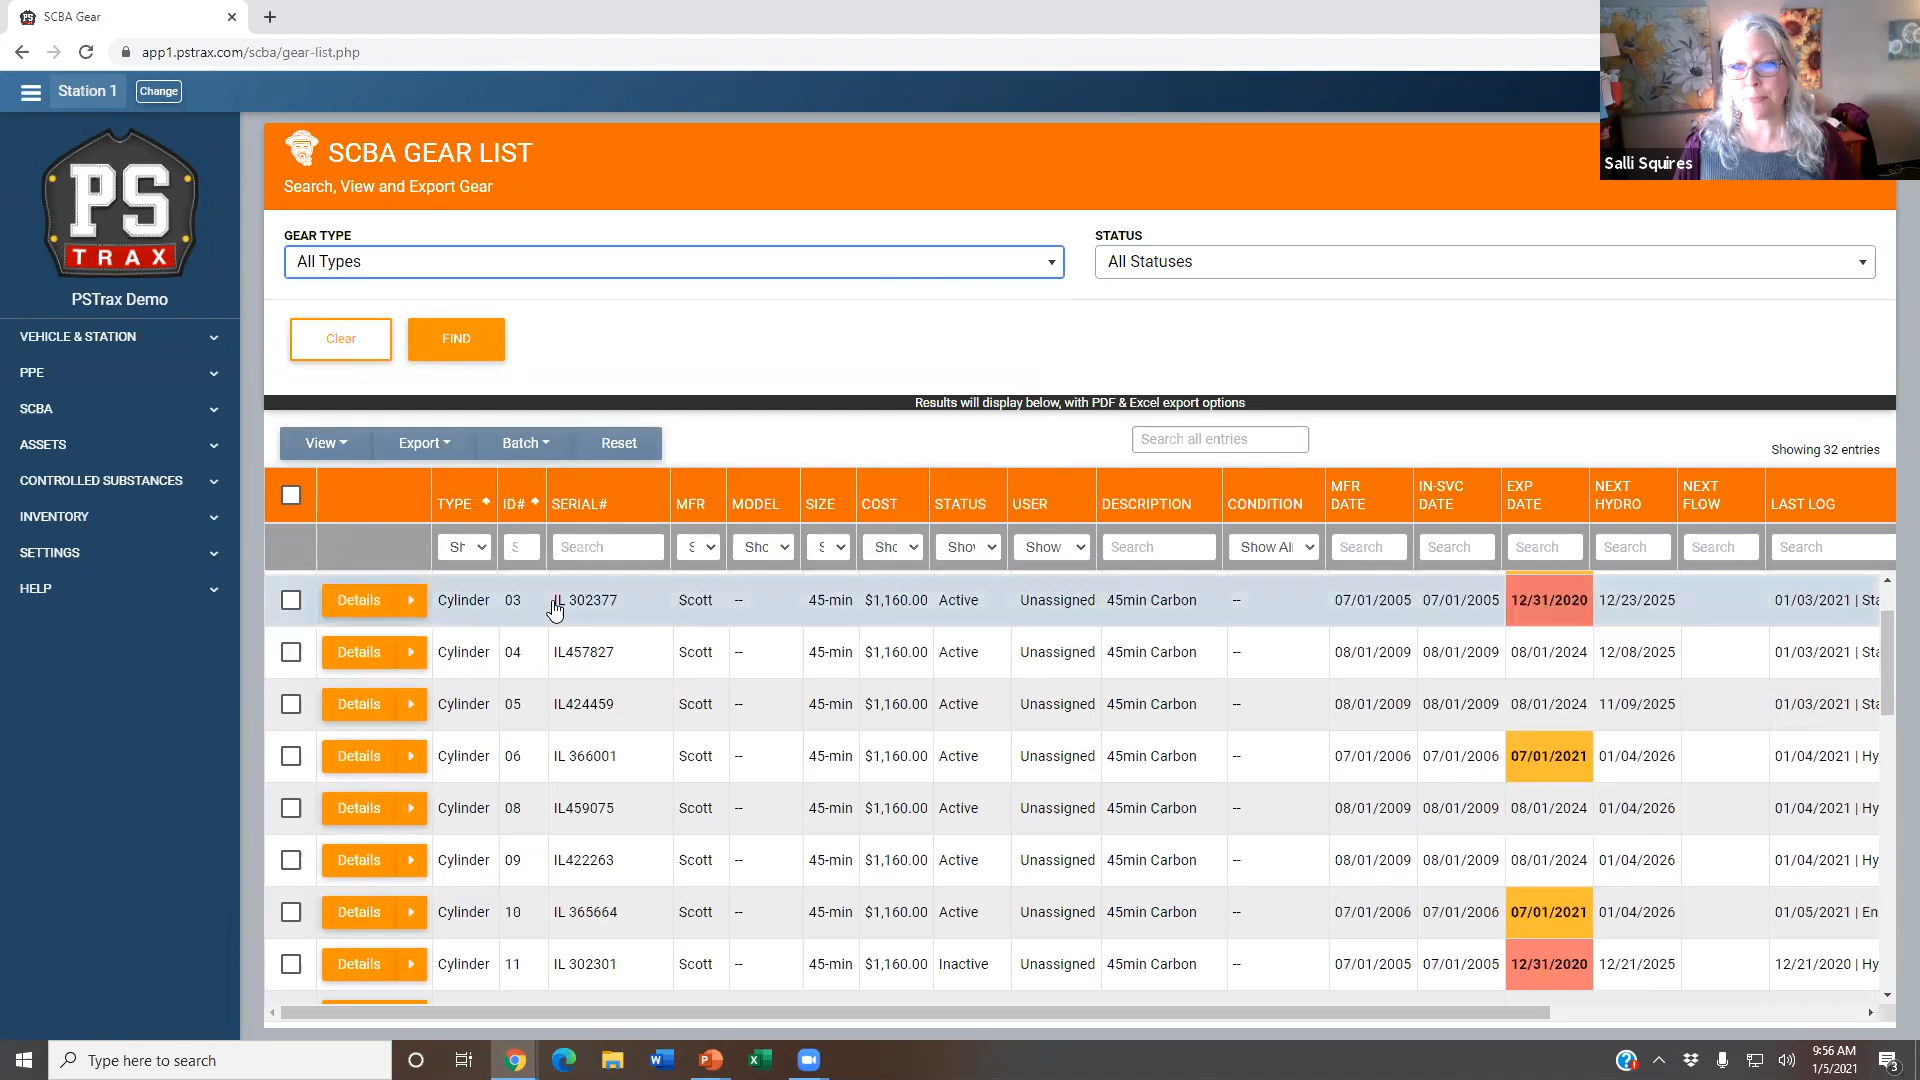 SCBA Gear
app1.pstrax.com/scba/gear-list.php
Station 1 Change
Salli Squires
PS
TRAX
PSTrax Demo
VEHICLE & STATION
PPE
SCBA
ASSETS
CONTROLLED SUBSTANCES
INVENTORY
SETTINGS
HELP
SCBA GEAR LIST
Search, View and Export Gear
GEAR TYPE STATUS
All Types All Statuses
Clear FIND
Results will display below, with PDF & Excel export options
View Export Batch Reset Search all entries Showing 32 entries
TYPE ID# SERIAL# MFR MODEL SIZE COST STATUS USER DESCRIPTION CONDITION MFR DATE IN-SVC DATE EXP DATE NEXT HYDRO NEXT FLOW LAST LOG
Sh S Search S Sho S Sho Show Show Search Show All Search Search Search Search Search Search
Details Cylinder 03 IL 302377 Scott -- 45-min $1,160.00 Active Unassigned 45min Carbon -- 07/01/2005 07/01/2005 12/31/2020 12/23/2025 01/03/2021 | Sta
Details Cylinder 04 IL457827 Scott -- 45-min $1,160.00 Active Unassigned 45min Carbon -- 08/01/2009 08/01/2009 08/01/2024 12/08/2025 01/03/2021 | Sta
Details Cylinder 05 IL424459 Scott -- 45-min $1,160.00 Active Unassigned 45min Carbon -- 08/01/2009 08/01/2009 08/01/2024 11/09/2025 01/03/2021 | Sta
Details Cylinder 06 IL 366001 Scott -- 45-min $1,160.00 Active Unassigned 45min Carbon -- 07/01/2006 07/01/2006 07/01/2021 01/04/2026 01/04/2021 | Hy
Details Cylinder 08 IL459075 Scott -- 45-min $1,160.00 Active Unassigned 45min Carbon -- 08/01/2009 08/01/2009 08/01/2024 01/04/2026 01/04/2021 | Hy
Details Cylinder 09 IL422263 Scott -- 45-min $1,160.00 Active Unassigned 45min Carbon -- 08/01/2009 08/01/2009 08/01/2024 01/04/2026 01/04/2021 | Hy
Details Cylinder 10 IL 365664 Scott -- 45-min $1,160.00 Active Unassigned 45min Carbon -- 07/01/2006 07/01/2006 07/01/2021 01/04/2026 01/05/2021 | En
Details Cylinder 11 IL 302301 Scott -- 45-min $1,160.00 Inactive Unassigned 45min Carbon -- 07/01/2005 07/01/2005 12/31/2020 12/21/2025 12/21/2020 | Hy
Type here to search
9:56 AM
1/5/2021
3